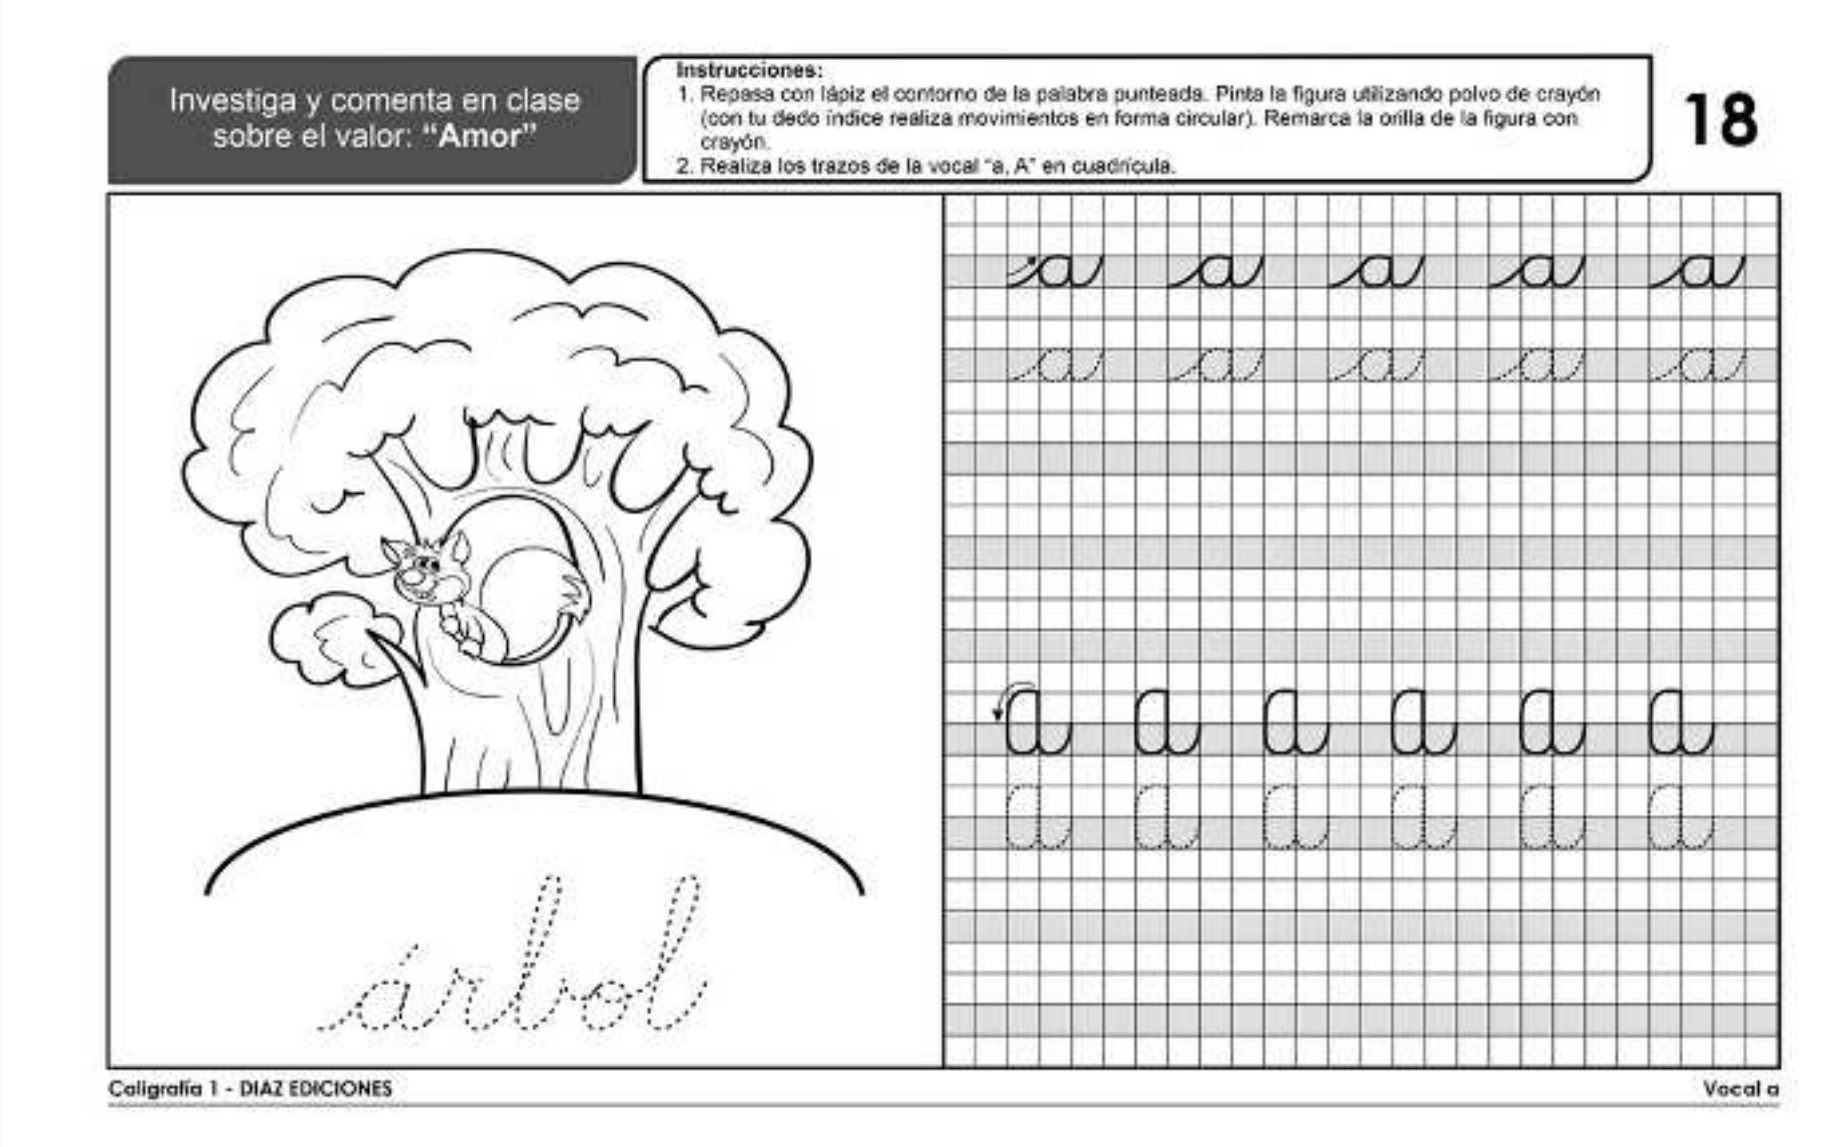 Investiga y comenta en clase
sobre el valor: “Amor”
Instrucciones:
1. Repasa con lápiz el contorno de la palabra punteada. Pinta la figura utilizando polvo de crayón
(con tu dedo índice realiza movimientos en forma circular). Remarca la orilla de la figura con
crayón.
2. Realiza los trazos de la vocal “a, A” en cuadrícula.
18
a a a a a
a a a a a
a a a a a a
a a a a a a
árbol
Caligrafía 1 - DIAZ EDICIONES
Vocal a